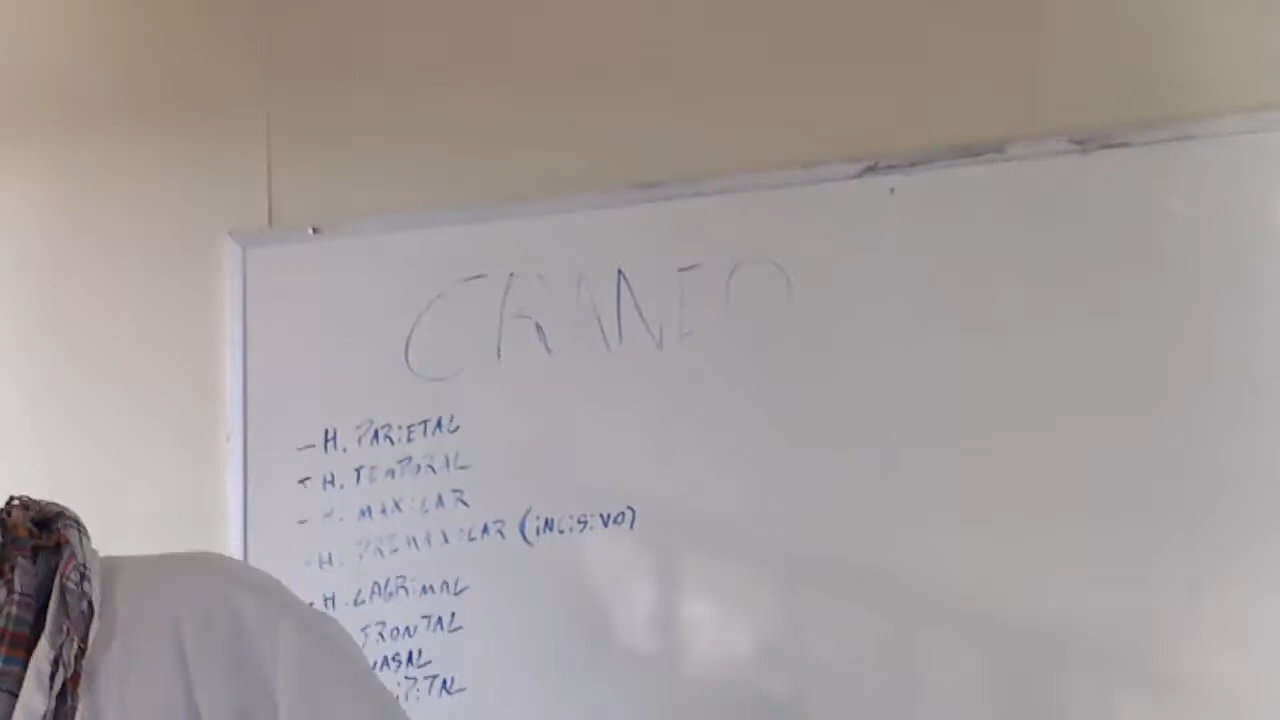 CRANEO
- H. PARIETAL
- H. TEMPORAL
- H. MAXILAR
- H. PREMAXILAR (INCISIVO)
- H. LAGRIMAL
FRONTAL
NASAL